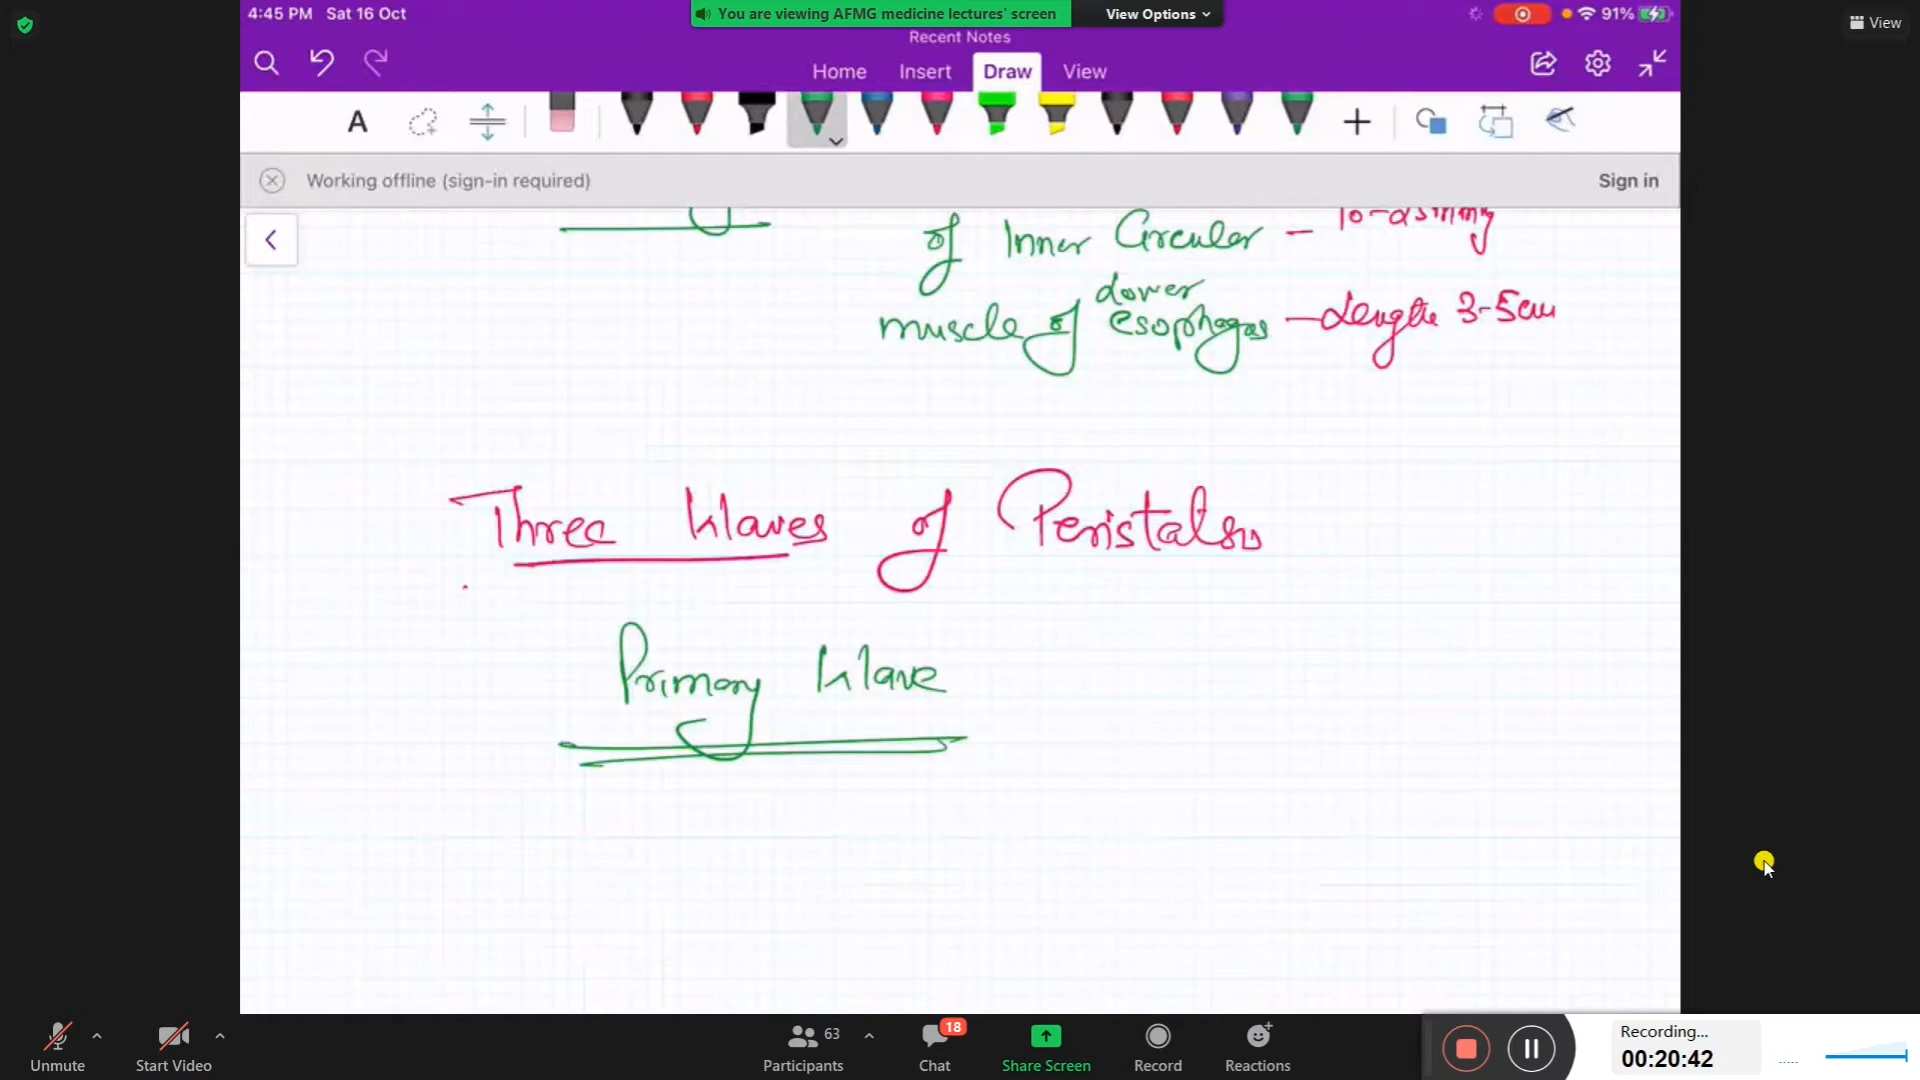 4:45 PM Sat 16 Oct
You are viewing AFMG medicine lectures' screen View Options
91%
View
Recent Notes
Home Insert Draw View
A
Working offline (sign-in required) Sign in
of Inner Circular -
lower
muscle of esophagus - Length 3-5cm
Three Waves of Peristalsis
Primary Wave
Unmute Start Video Participants 63 Chat 18 Share Screen Record Reactions
Recording...
00:20:42